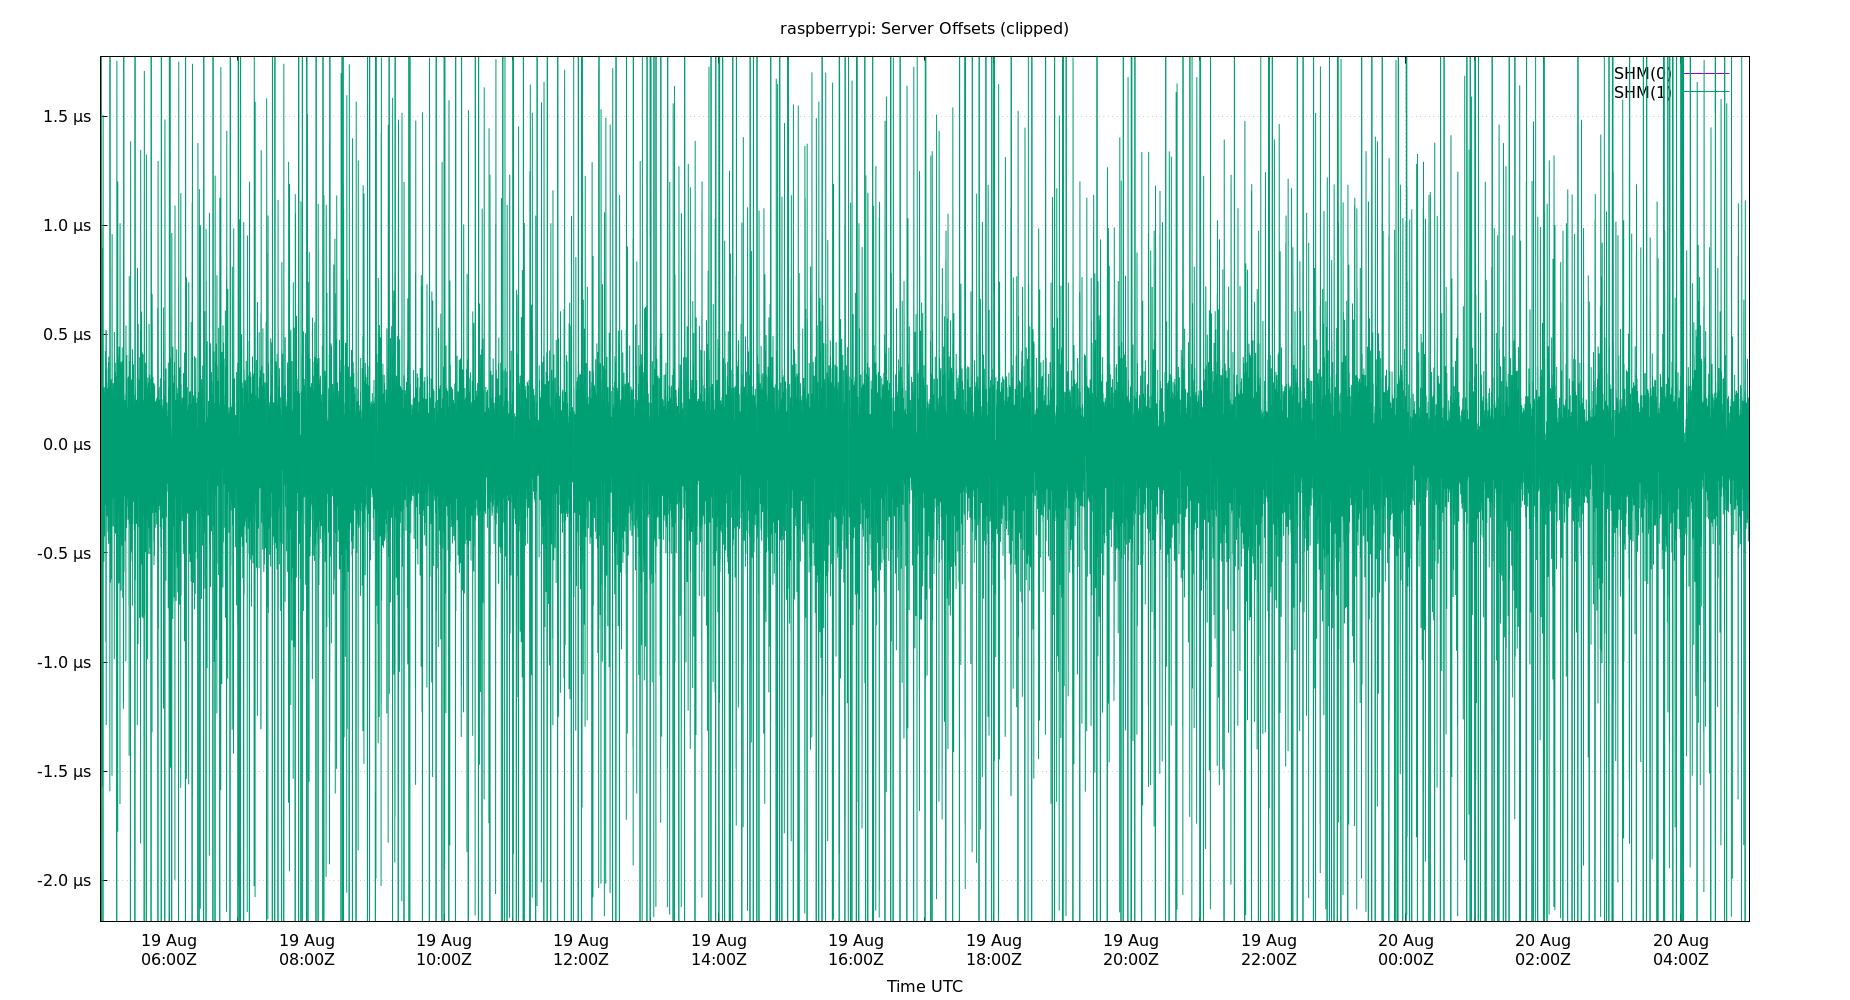 raspberrypi: Server Offsets (clipped)
SHM(0)
SHM(1)
1.5 µs
1.0 µs
0.5 µs
0.0 µs
-0.5 µs
-1.0 µs
-1.5 µs
-2.0 µs
19 Aug 19 Aug 19 Aug 19 Aug 19 Aug 19 Aug 19 Aug 19 Aug 19 Aug 20 Aug 20 Aug 20 Aug
06:00Z 08:00Z 10:00Z 12:00Z 14:00Z 16:00Z 18:00Z 20:00Z 22:00Z 00:00Z 02:00Z 04:00Z
Time UTC